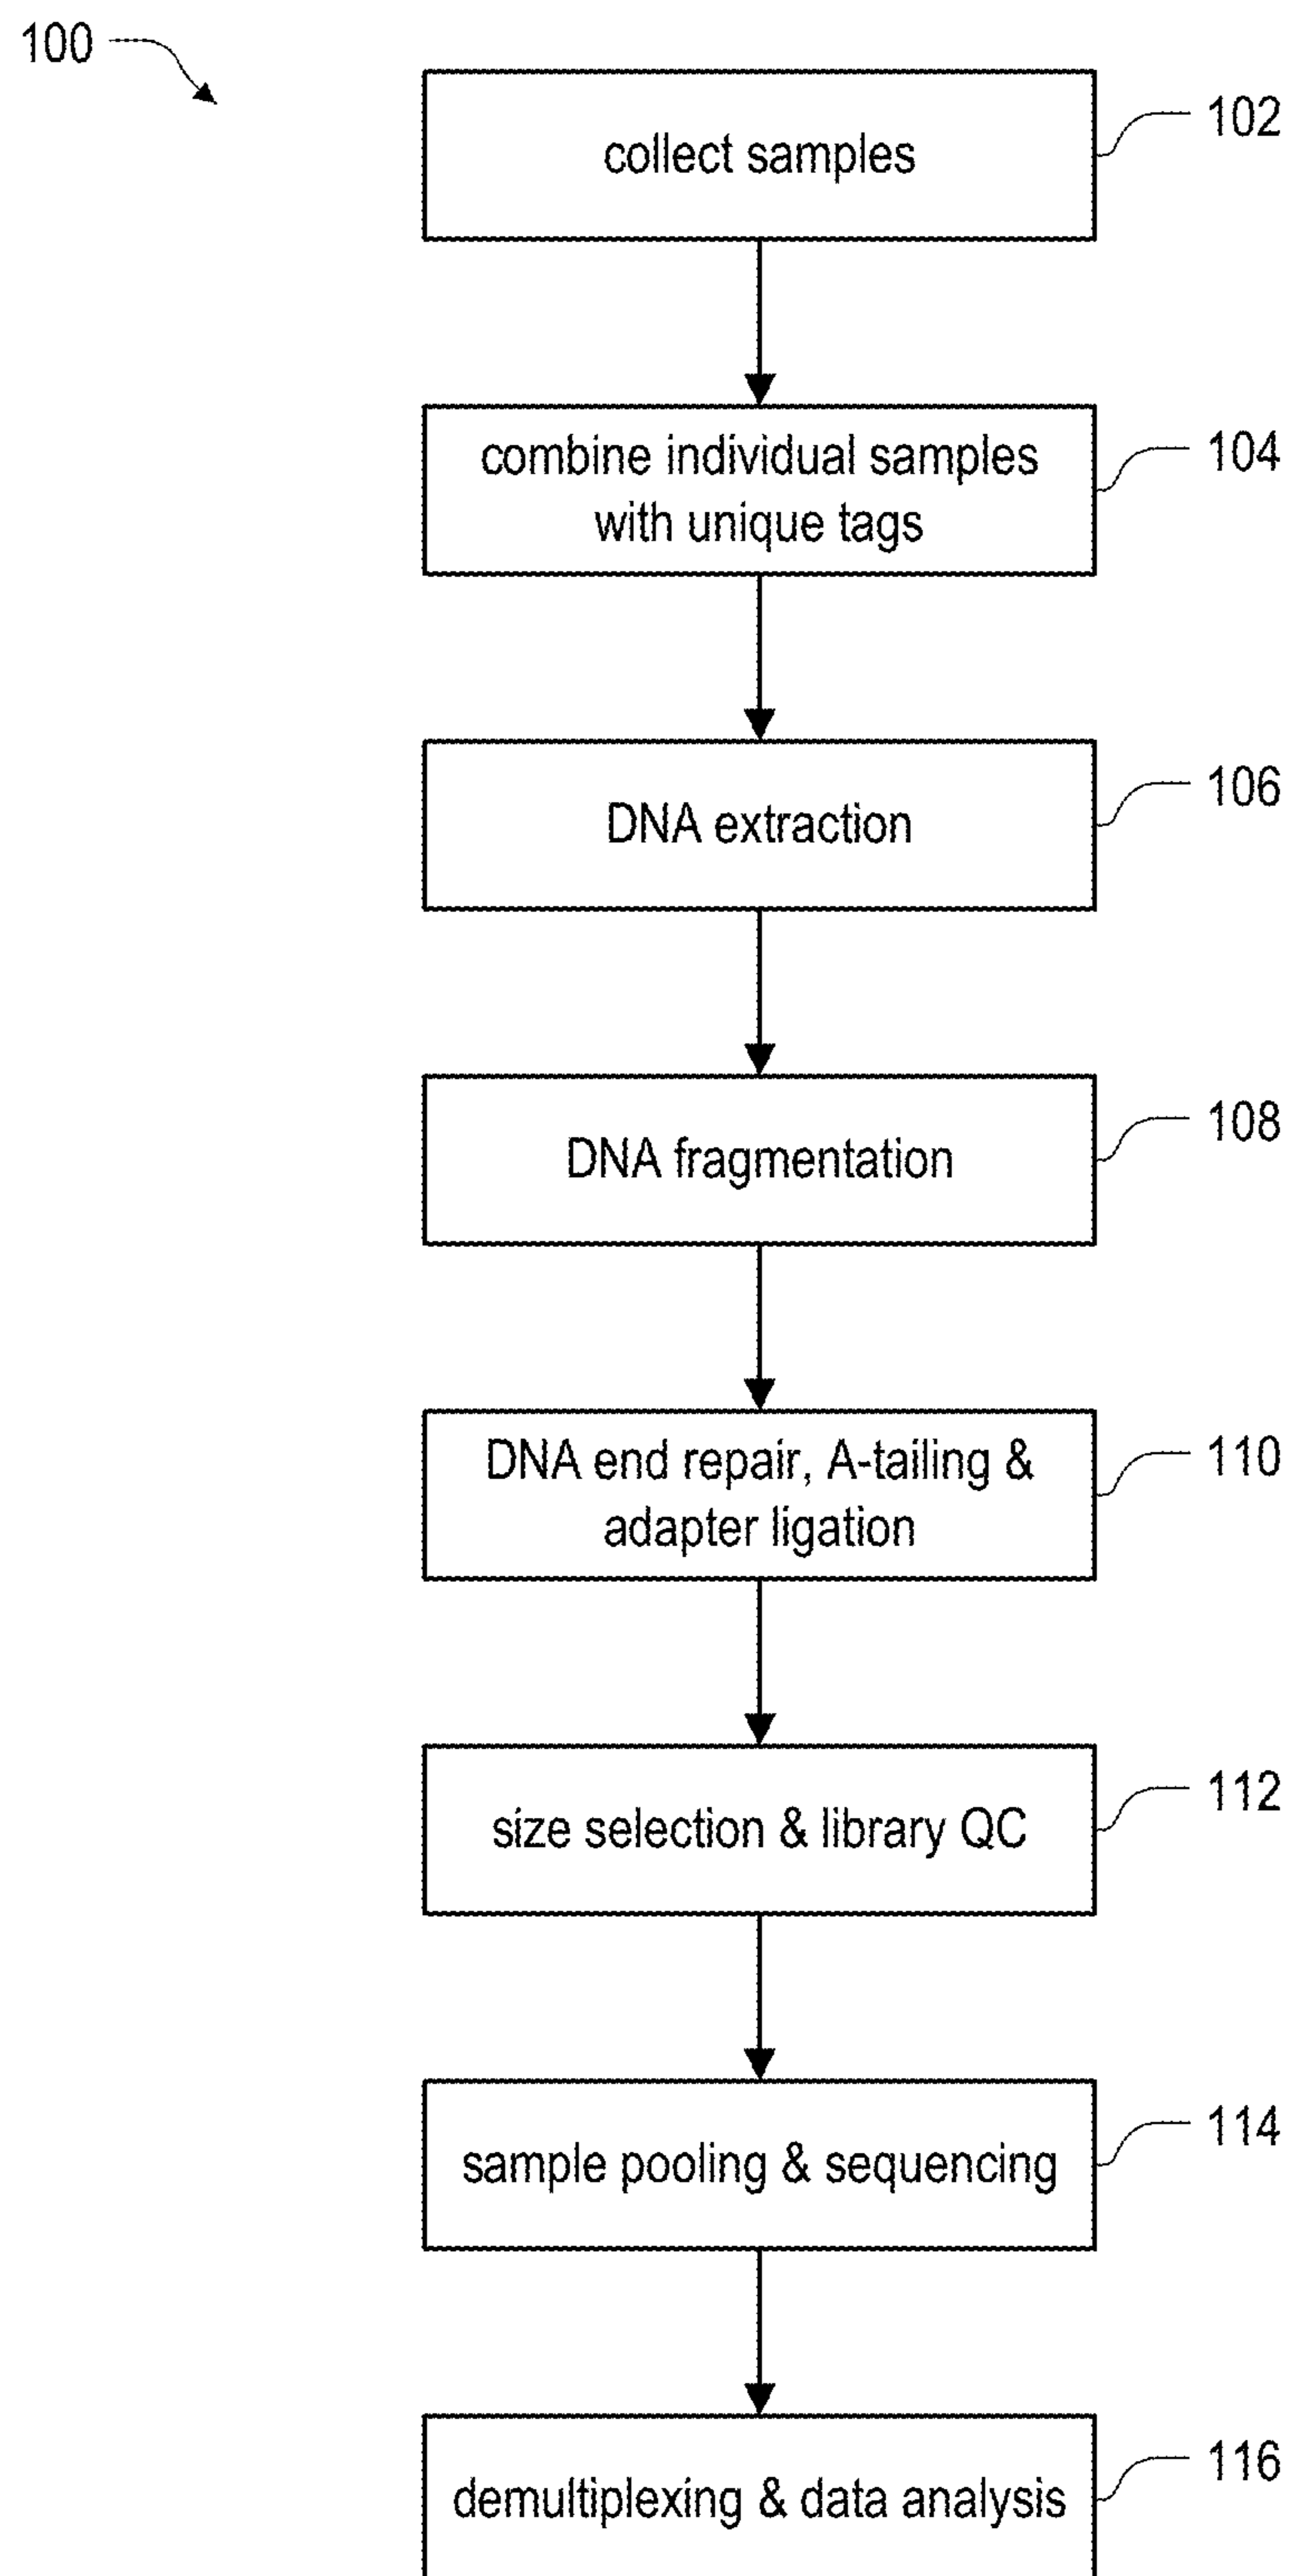 100
collect samples
102
combine individual samples
with unique tags
104
DNA extraction
106
DNA fragmentation
108
DNA end repair, A-tailing &
adapter ligation
110
size selection & library QC
112
sample pooling & sequencing
114
demultiplexing & data analysis
116